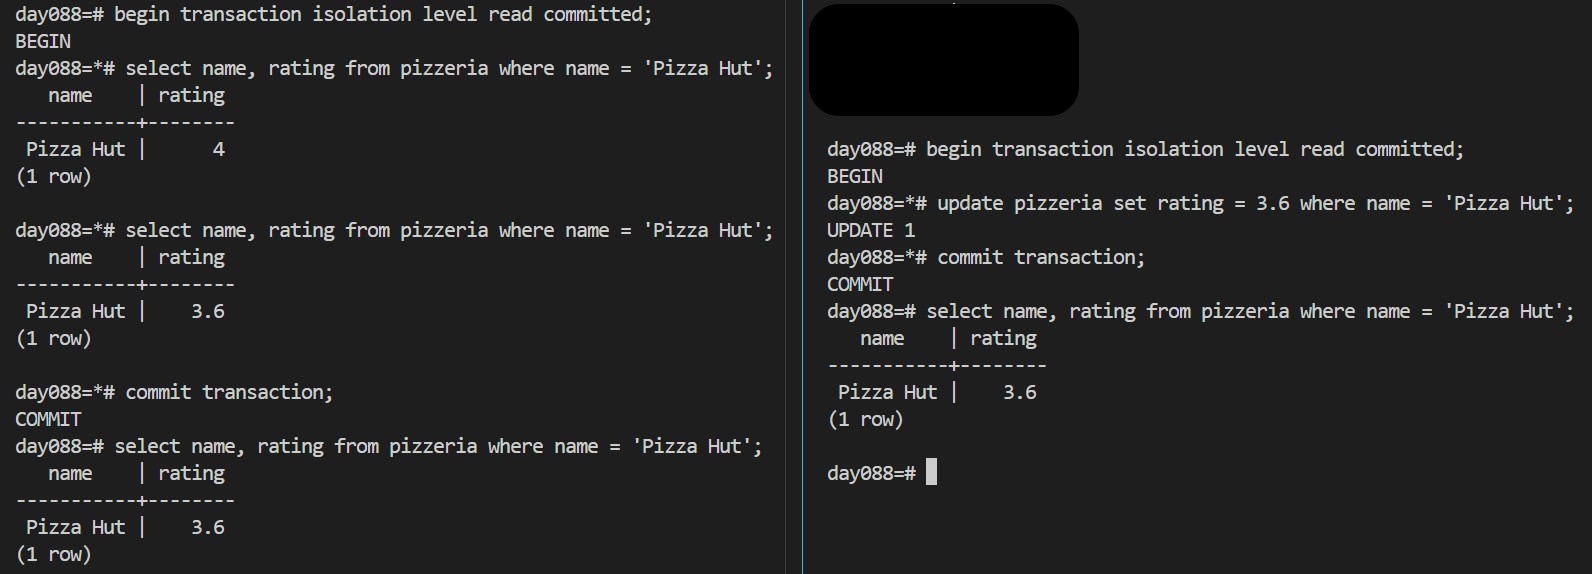 day088=# begin transaction isolation level read committed;
BEGIN
day088=*# select name, rating from pizzeria where name = 'Pizza Hut';
   name    | rating
-----------+--------
 Pizza Hut |      4
(1 row)

day088=*# select name, rating from pizzeria where name = 'Pizza Hut';
   name    | rating
-----------+--------
 Pizza Hut |    3.6
(1 row)

day088=*# commit transaction;
COMMIT
day088=# select name, rating from pizzeria where name = 'Pizza Hut';
   name    | rating
-----------+--------
 Pizza Hut |    3.6
(1 row)

day088=# begin transaction isolation level read committed;
BEGIN
day088=*# update pizzeria set rating = 3.6 where name = 'Pizza Hut';
UPDATE 1
day088=*# commit transaction;
COMMIT
day088=# select name, rating from pizzeria where name = 'Pizza Hut';
   name    | rating
-----------+--------
 Pizza Hut |    3.6
(1 row)

day088=#